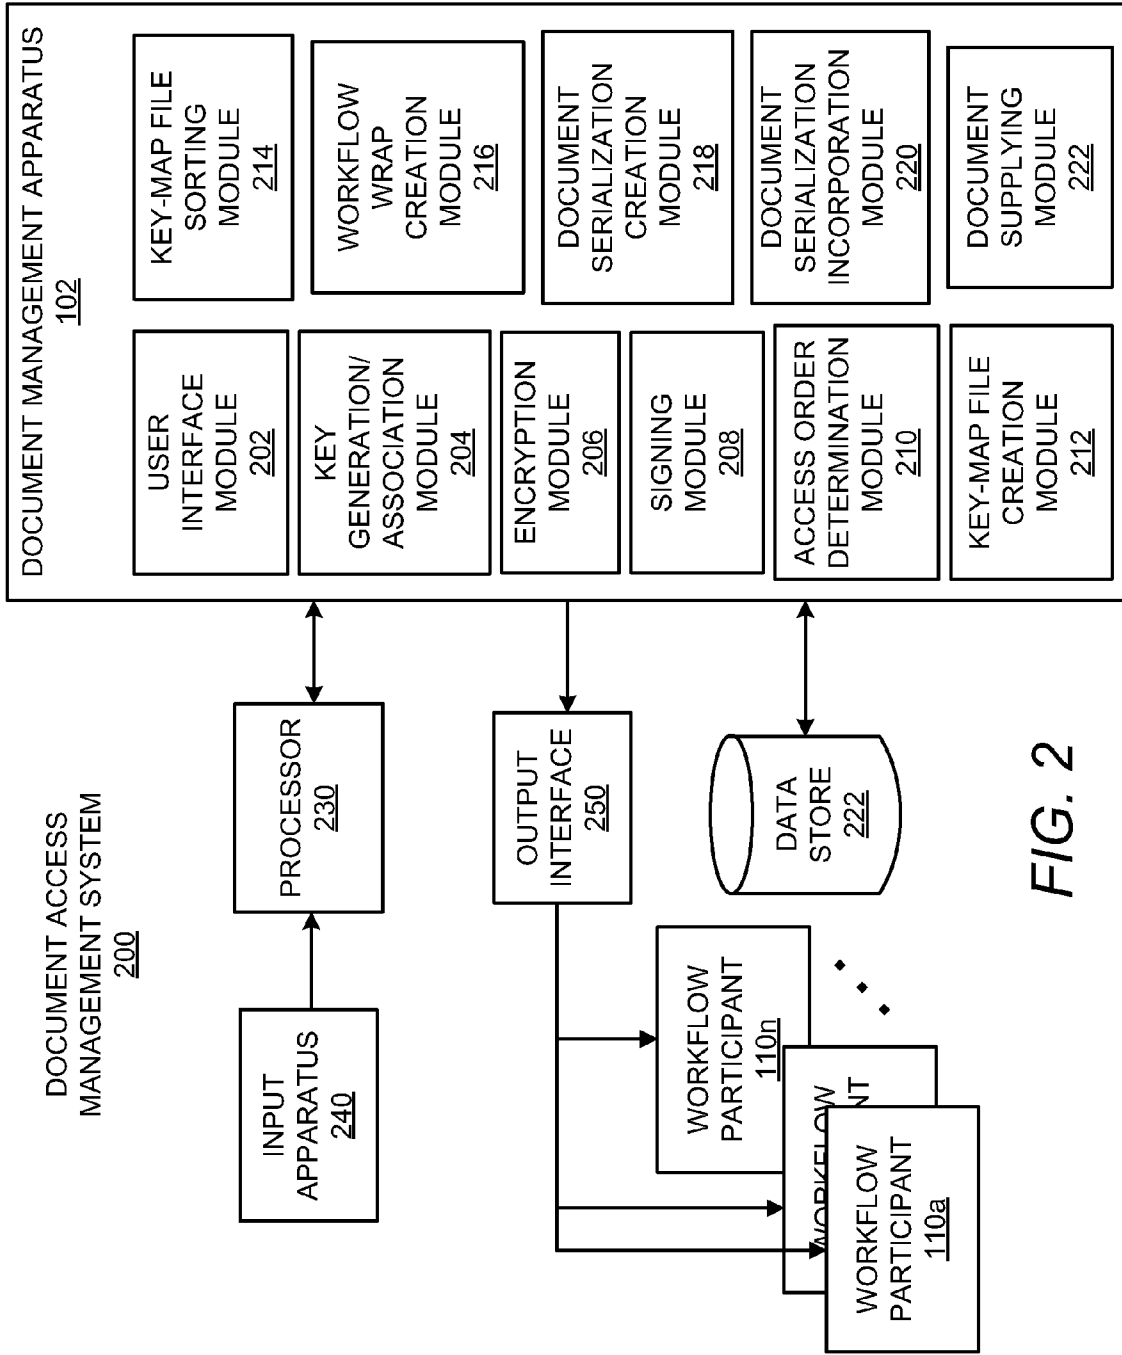 DOCUMENT ACCESS
MANAGEMENT SYSTEM
200
INPUT
APPARATUS
240
PROCESSOR
230
OUTPUT
INTERFACE
250
DATA
STORE
222
WORKFLOW
PARTICIPANT
110n
WORKFLOW
WORKFLOW
PARTICIPANT
110a
DOCUMENT MANAGEMENT APPARATUS
102
USER
INTERFACE
MODULE
202
KEY
GENERATION/
ASSOCIATION
MODULE
204
ENCRYPTION
MODULE
206
SIGNING
MODULE
208
ACCESS ORDER
DETERMINATION
MODULE
210
KEY-MAP FILE
CREATION
MODULE
212
KEY-MAP FILE
SORTING
MODULE
214
WORKFLOW
WRAP
CREATION
MODULE
216
DOCUMENT
SERIALIZATION
CREATION
MODULE
218
DOCUMENT
SERIALIZATION
INCORPORATION
MODULE
220
DOCUMENT
SUPPLYING
MODULE
222
FIG. 2